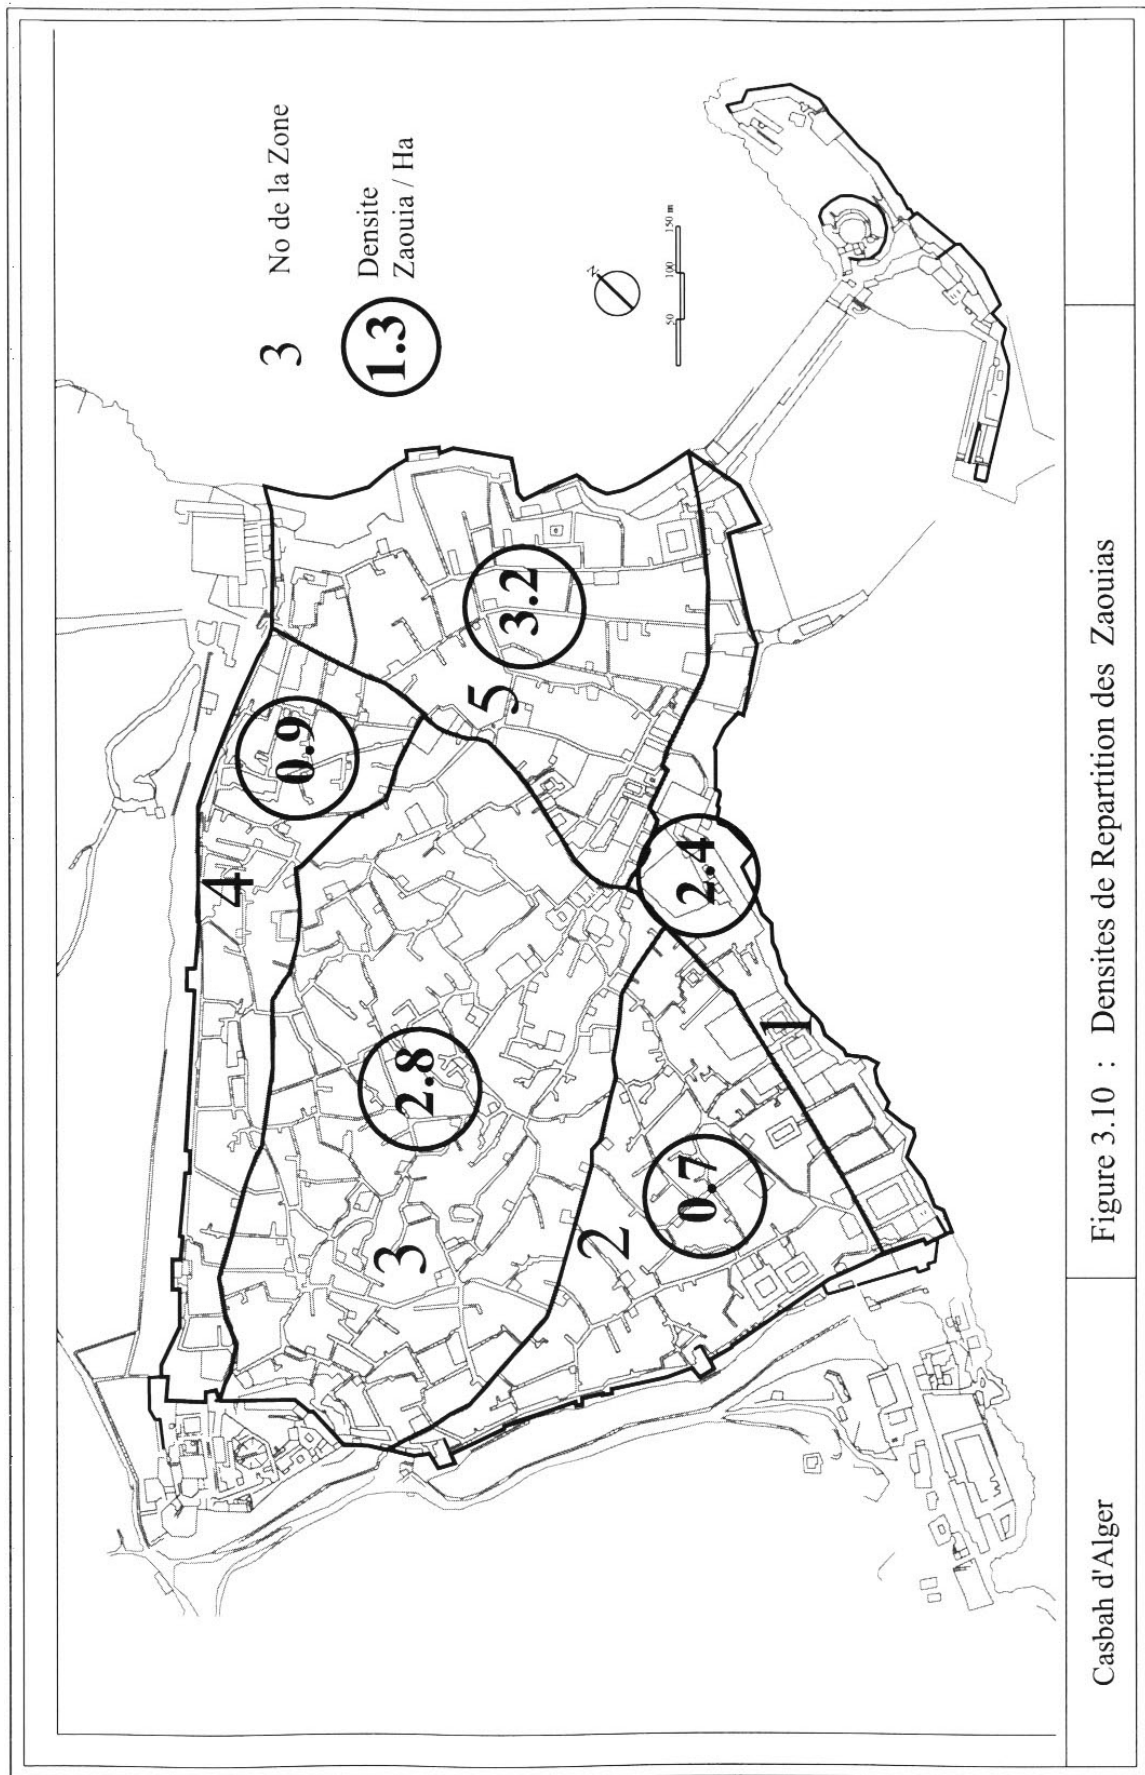 3 No de la Zone
1.3 Densite
Zaouia / Ha
N
50 100 150 m
4
0.9
5
3.2
3
2.8
2
0.7
2.4
1
Casbah d'Alger
Figure 3.10 : Densites de Repartition des Zaouias